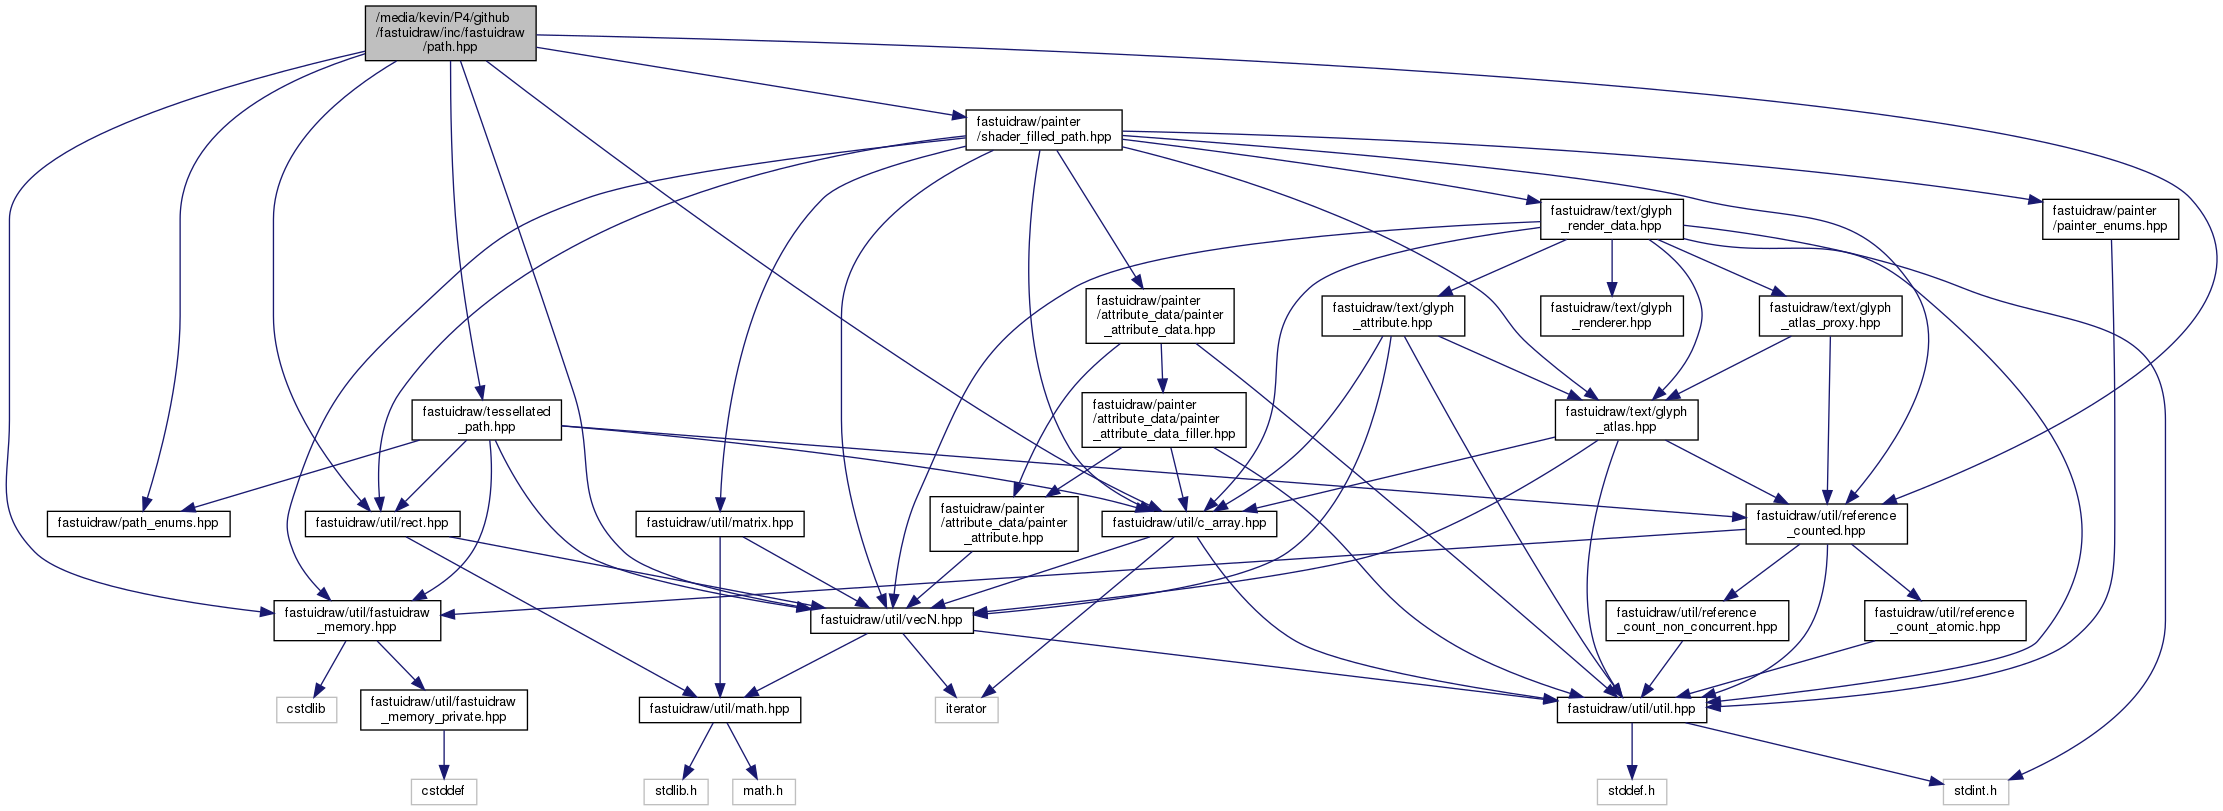 /media/kevin/P4/github
/fastuidraw/inc/fastuidraw
/path.hpp
fastuidraw/painter
/shader_filled_path.hpp
fastuidraw/text/glyph
_render_data.hpp
fastuidraw/painter
/painter_enums.hpp
fastuidraw/painter
/attribute_data/painter
_attribute_data.hpp
fastuidraw/text/glyph
_attribute.hpp
fastuidraw/text/glyph
_renderer.hpp
fastuidraw/text/glyph
_atlas_proxy.hpp
fastuidraw/tessellated
_path.hpp
fastuidraw/painter
/attribute_data/painter
_attribute_data_filler.hpp
fastuidraw/text/glyph
_atlas.hpp
fastuidraw/path_enums.hpp
fastuidraw/util/rect.hpp
fastuidraw/util/matrix.hpp
fastuidraw/painter
/attribute_data/painter
_attribute.hpp
fastuidraw/util/c_array.hpp
fastuidraw/util/reference
_counted.hpp
fastuidraw/util/fastuidraw
_memory.hpp
fastuidraw/util/vecN.hpp
fastuidraw/util/reference
_count_non_concurrent.hpp
fastuidraw/util/reference
_count_atomic.hpp
cstdlib
fastuidraw/util/fastuidraw
_memory_private.hpp
fastuidraw/util/math.hpp
iterator
fastuidraw/util/util.hpp
cstddef
stdlib.h
math.h
stddef.h
stdint.h